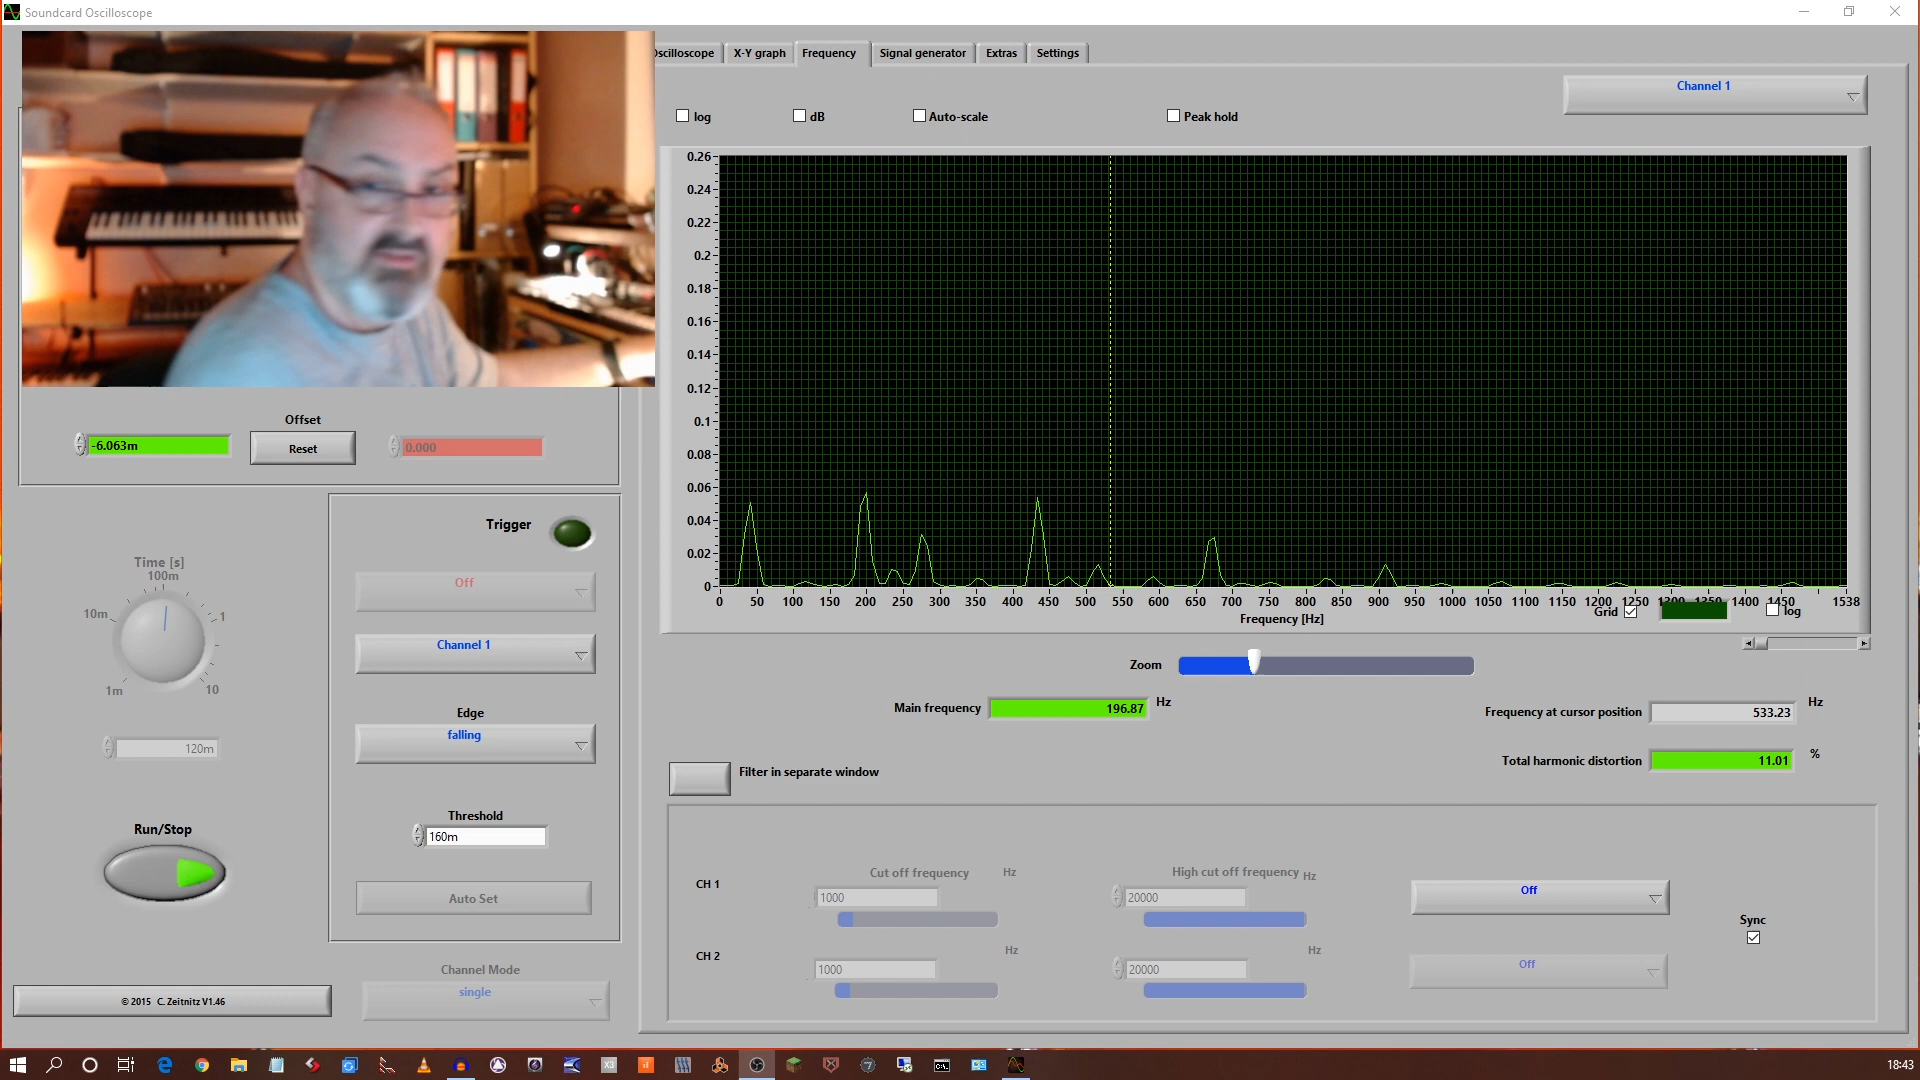 Soundcard Oscilloscope
Oscilloscope X-Y graph Frequency Signal generator Extras Settings
Channel 1
log dB Auto-scale Peak hold
0.26
0.24
0.22
0.2
0.18
0.16
0.14
0.12
0.1
0.08
0.06
0.04
0.02
0
0 50 100 150 200 250 300 350 400 450 500 550 600 650 700 750 800 850 900 950 1000 1050 1100 1150 1200 1250 1300 1350 1400 1450 1538
Frequency [Hz]
Grid log
Zoom
Main frequency 196.87 Hz
Frequency at cursor position 533.23 Hz
Total harmonic distortion 11.01 %
Filter in separate window
Cut off frequency Hz High cut off frequency Hz
CH 1 1000 20000 Off
Sync
Hz Hz
CH 2 1000 20000 Off
Offset
-6.063m Reset 0.000
Trigger
Off
Channel 1
Edge
falling
Threshold
160m
Auto Set
Time [s]
100m
10m 1
1m 10
120m
Run/Stop
Channel Mode
single
© 2015 C. Zeitnitz V1.46
X3
18:43